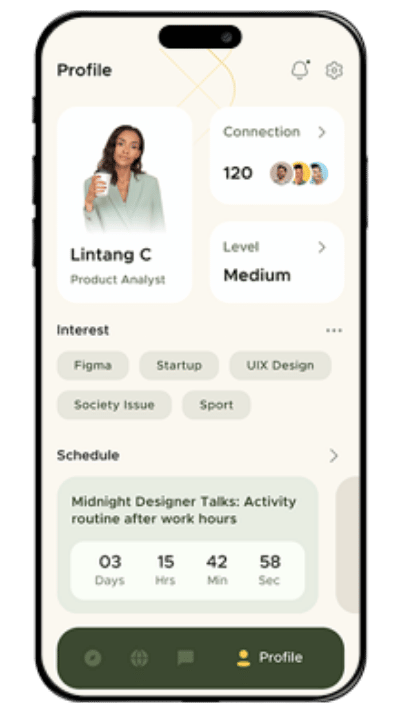 Profile
Connection
120
Lintang C
Product Analyst
Level
Medium
Interest
Figma
Startup
UIX Design
Society Issue
Sport
Schedule
Midnight Designer Talks: Activity
routine after work hours
03
15
42
58
Days
Hrs
Min
Sec
Profile